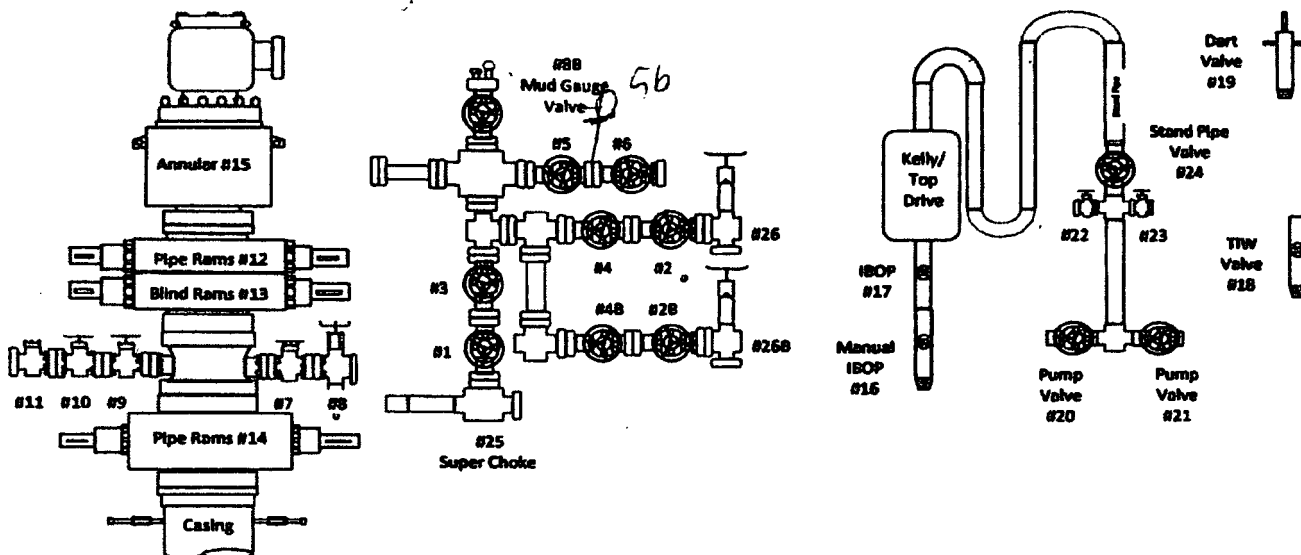 Annular #15
Pipe Rams #12
Blind Rams #13
#11
#10
#9
#7
#8
Pipe Rams #14
Casing
#8B
Mud Gauge
Valve
5b
#5
#6
#4
#2
#26
#3
#4B
#2B
#26B
#1
#25
Super Choke
Kelly/
Top
Drive
IBOP
#17
Manual
IBOP
#16
Stand Pipe
Stand Pipe
Valve
#24
#22
#23
Pump
Valve
#20
Pump
Valve
#21
Dart
Valve
#19
TIW
Valve
#18